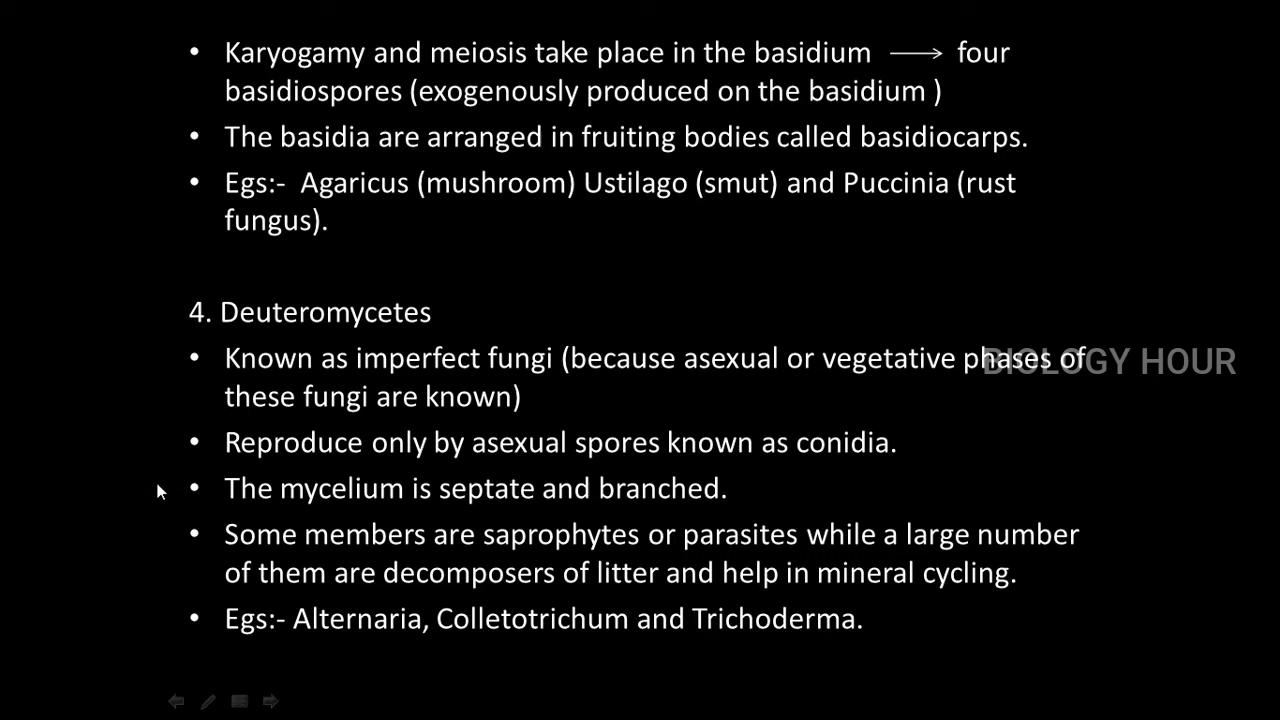 • Karyogamy and meiosis take place in the basidium ⟶ four
basidiospores (exogenously produced on the basidium )
• The basidia are arranged in fruiting bodies called basidiocarps.
• Egs:- Agaricus (mushroom) Ustilago (smut) and Puccinia (rust
fungus).
4. Deuteromycetes
• Known as imperfect fungi (because asexual or vegetative phases of
these fungi are known)
BIOLOGY HOUR
• Reproduce only by asexual spores known as conidia.
• The mycelium is septate and branched.
• Some members are saprophytes or parasites while a large number
of them are decomposers of litter and help in mineral cycling.
• Egs:- Alternaria, Colletotrichum and Trichoderma.